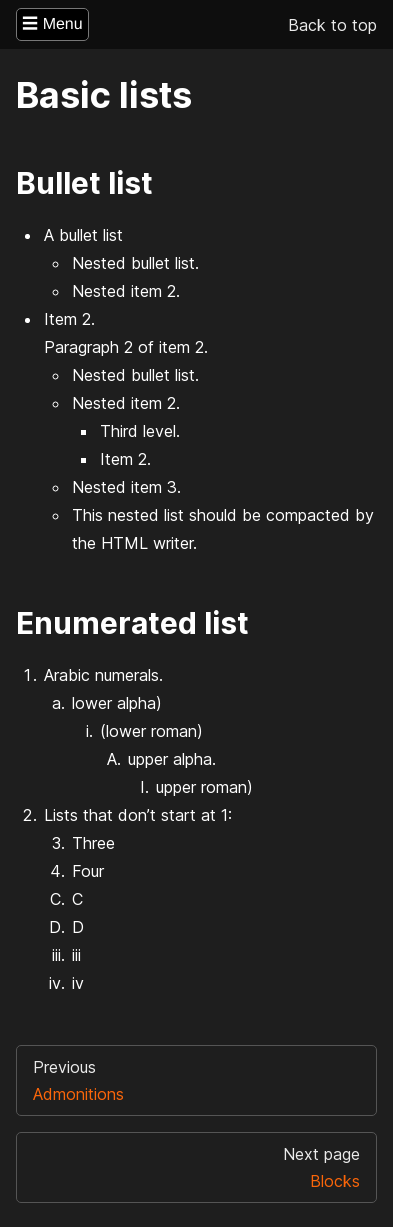 ☰ Menu
Back to top
Basic lists
Bullet list
• A bullet list
◦ Nested bullet list.
◦ Nested item 2.
• Item 2.
Paragraph 2 of item 2.
◦ Nested bullet list.
◦ Nested item 2.
▪ Third level.
▪ Item 2.
◦ Nested item 3.
◦ This nested list should be compacted by
the HTML writer.
Enumerated list
1. Arabic numerals.
a. lower alpha)
i. (lower roman)
A. upper alpha.
I. upper roman)
2. Lists that don’t start at 1:
3. Three
4. Four
C. C
D. D
iii. iii
iv. iv
Previous
Admonitions
Next page
Blocks